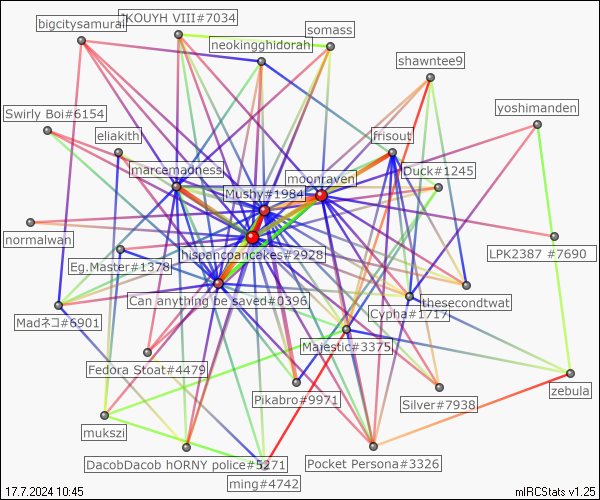 bigcitysamurai
KOUYH VIII#7034
somass
neokingghidorah
shawntee9
yoshimanden
Swirly Boi#6154
eliakith
frisout
marcemadness
moonraven
Duck#1245
Mushy#1984
normalwan
hispancpancakes#2928
LPK2387 #7690
Eg.Master#1378
Can anything be saved#0396
thesecondtwat
Cypha#1717
Madネコ#6901
Majestic#3375
Fedora Stoat#4479
zebula
Pikabro#9971
Silver#7938
mukszi
DacobDacob hORNY police#5271
Pocket Persona#3326
ming#4742
17.7.2024 10:45
mIRCStats v1.25